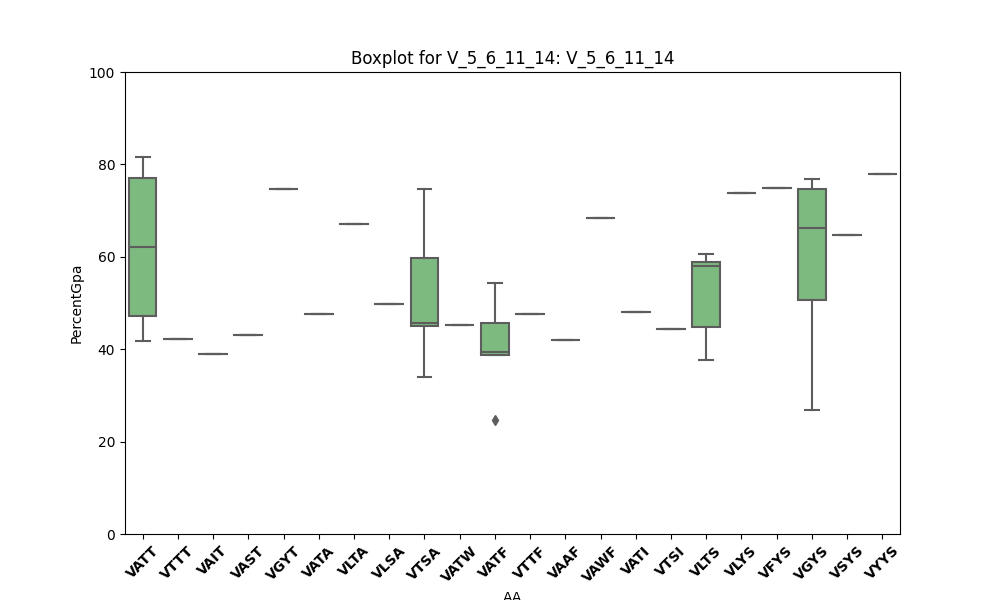 Boxplot for V_5_6_11_14: V_5_6_11_14
100
80
60
40
20
0
PercentGpa
VATT VTTT VAIT VAST VGYT VATA VLTA VLSA VTSA VATW VATF VTTF VAAF VAWF VATI VTSI VLTS VLYS VFYS VGYS VSYS VYYS
AA